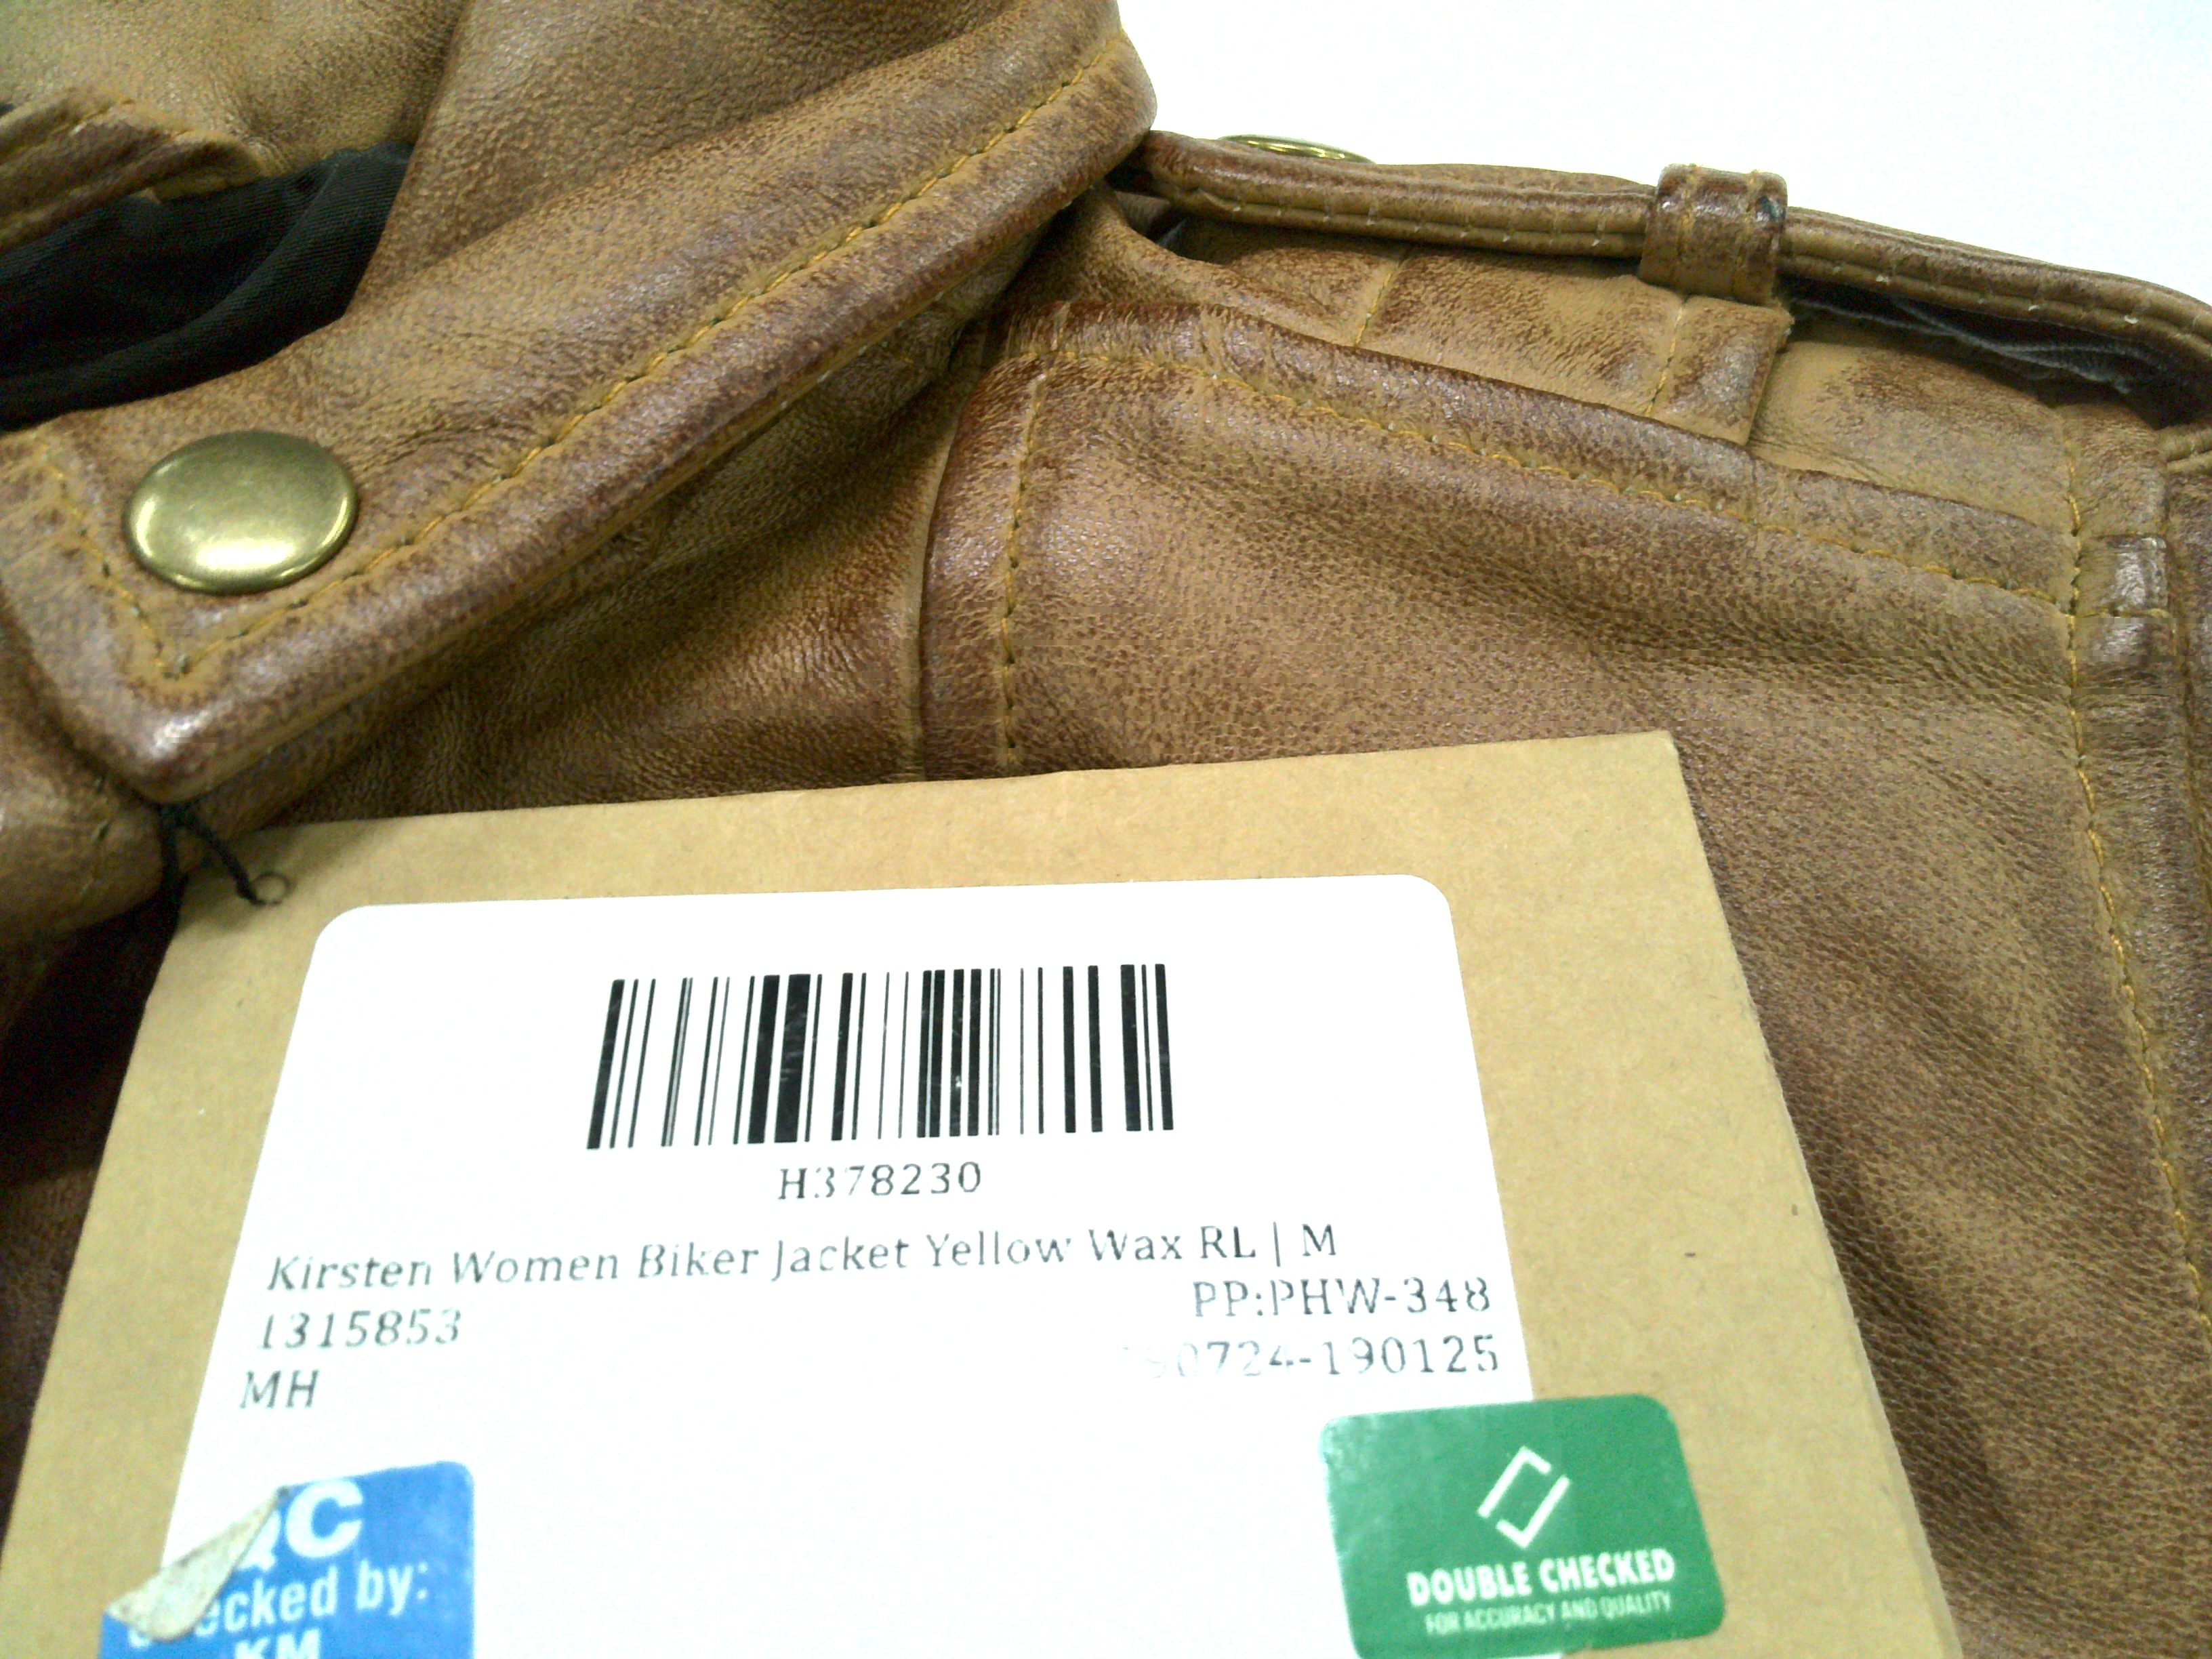 H378230
Kirsten Women Biker Jacket Yellow Wax RL | M
1315853
PP:PHW-348
MH
QC
by:
KM
DOUBLE CHECKED
FOR ACCURACY AND QUALITY